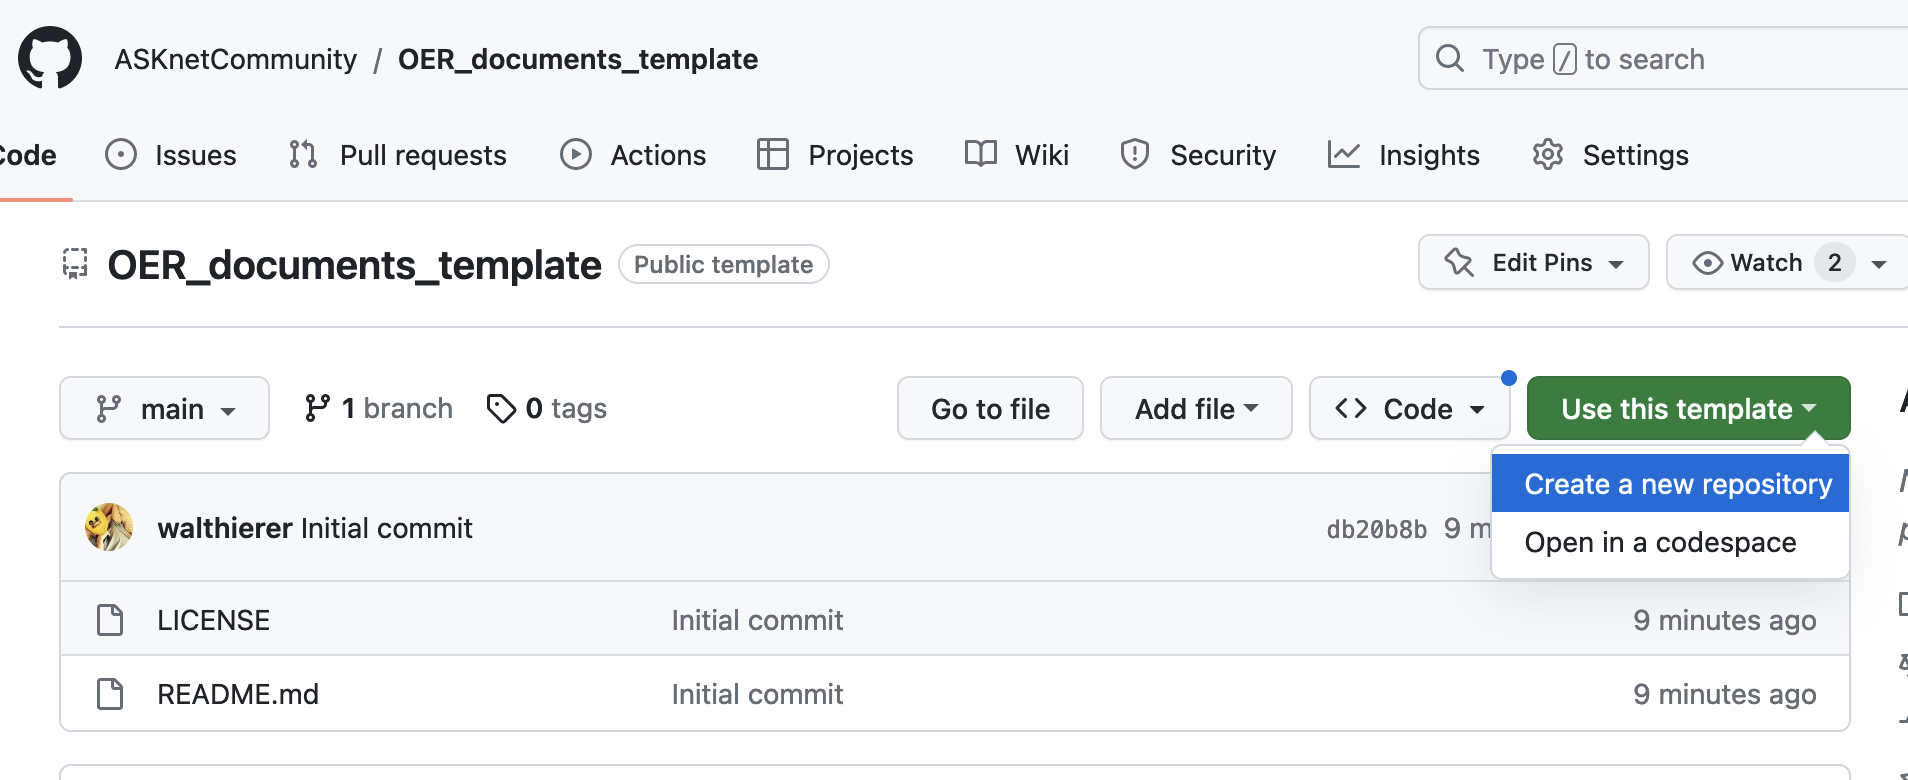 ASKnetCommunity / OER_documents_template
Type / to search
Code Issues Pull requests Actions Projects Wiki Security Insights Settings
OER_documents_template Public template
Edit Pins Watch 2
main 1 branch 0 tags Go to file Add file <> Code Use this template
Create a new repository
Open in a codespace
walthierer Initial commit db20b8b 9 m
LICENSE Initial commit 9 minutes ago
README.md Initial commit 9 minutes ago